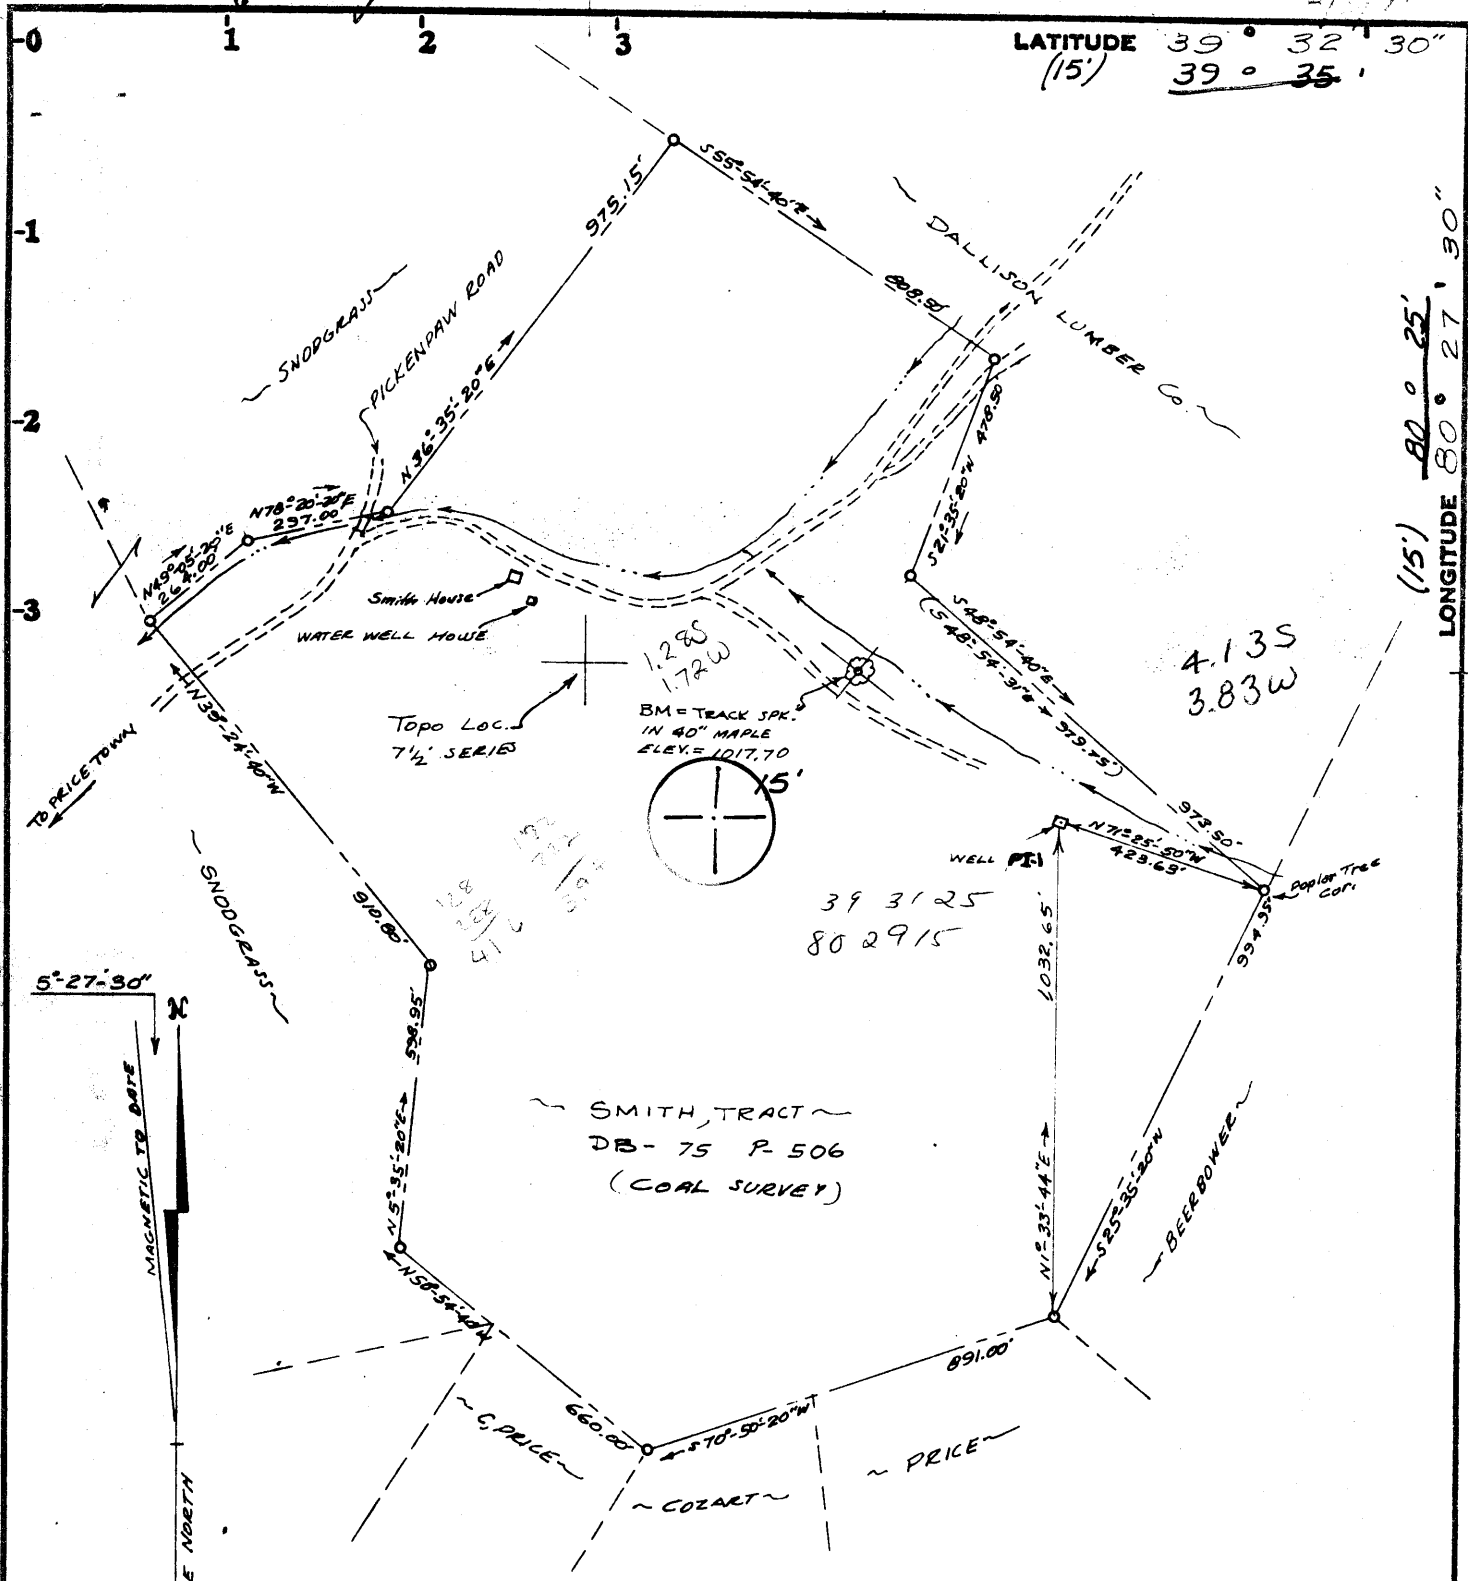 -0
1
2
3
LATITUDE 39° 32' 30"
(15') 39° 35'
-1
-2
-3
LONGITUDE 80° 27' 30"
(15') 80° 25'
975.15'
S55°-54'-40"E
808.50'
~ DALLISON LUMBER Co. ~
~ SNODGRASS ~
PICKENPAW ROAD
N36°-35'-20"E
N78°-20'-20"E
297.00'
N49°-05'-20"E
264.00'
S21°-35'-20"W 478.50
Smith House
WATER WELL HOUSE
S48°-54'-40"E
(S48°-54'-31"E 979.75')
973.50'
1.28S
1.72W
4.13S
3.83W
Topo Loc.
7½' SERIES
BM = TRACK SPK.
IN 40" MAPLE
ELEV. = 1017.70
15'
TO PRICETOWN
N39°-24'-40"W
910.80'
~ SNODGRASS ~
WELL PI-1
N71°-25'-50"W
423.69'
Poplar Tree
Cor.
39 31 25
80 29 15
1032.65'
994.95'
5°-27'-30"
N
MAGNETIC TO DATE
598.95'
N5°-35'-20"E
~ SMITH, TRACT ~
DB- 75 P- 506
(COAL SURVEY)
N1°-33'-44"E
S25°-35'-20"W
~ BEERBOWER ~
N50°-54'-40"W
660.00'
S70°-50'-20"W
891.00'
~ C, PRICE ~
~ COZART ~
~ PRICE ~
E NORTH